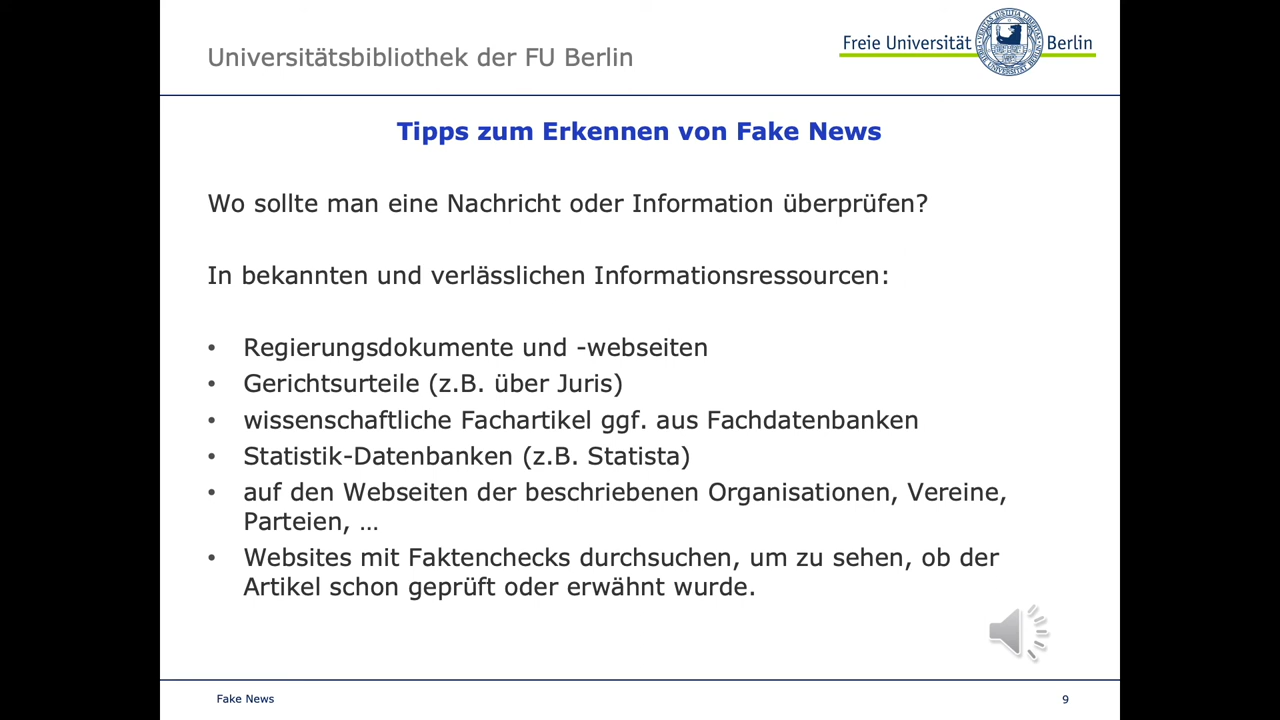 Universitätsbibliothek der FU Berlin
Freie Universität Berlin
Tipps zum Erkennen von Fake News
Wo sollte man eine Nachricht oder Information überprüfen?
In bekannten und verlässlichen Informationsressourcen:
• Regierungsdokumente und -webseiten
• Gerichtsurteile (z.B. über Juris)
• wissenschaftliche Fachartikel ggf. aus Fachdatenbanken
• Statistik-Datenbanken (z.B. Statista)
• auf den Webseiten der beschriebenen Organisationen, Vereine,
Parteien, …
• Websites mit Faktenchecks durchsuchen, um zu sehen, ob der
Artikel schon geprüft oder erwähnt wurde.
Fake News
9